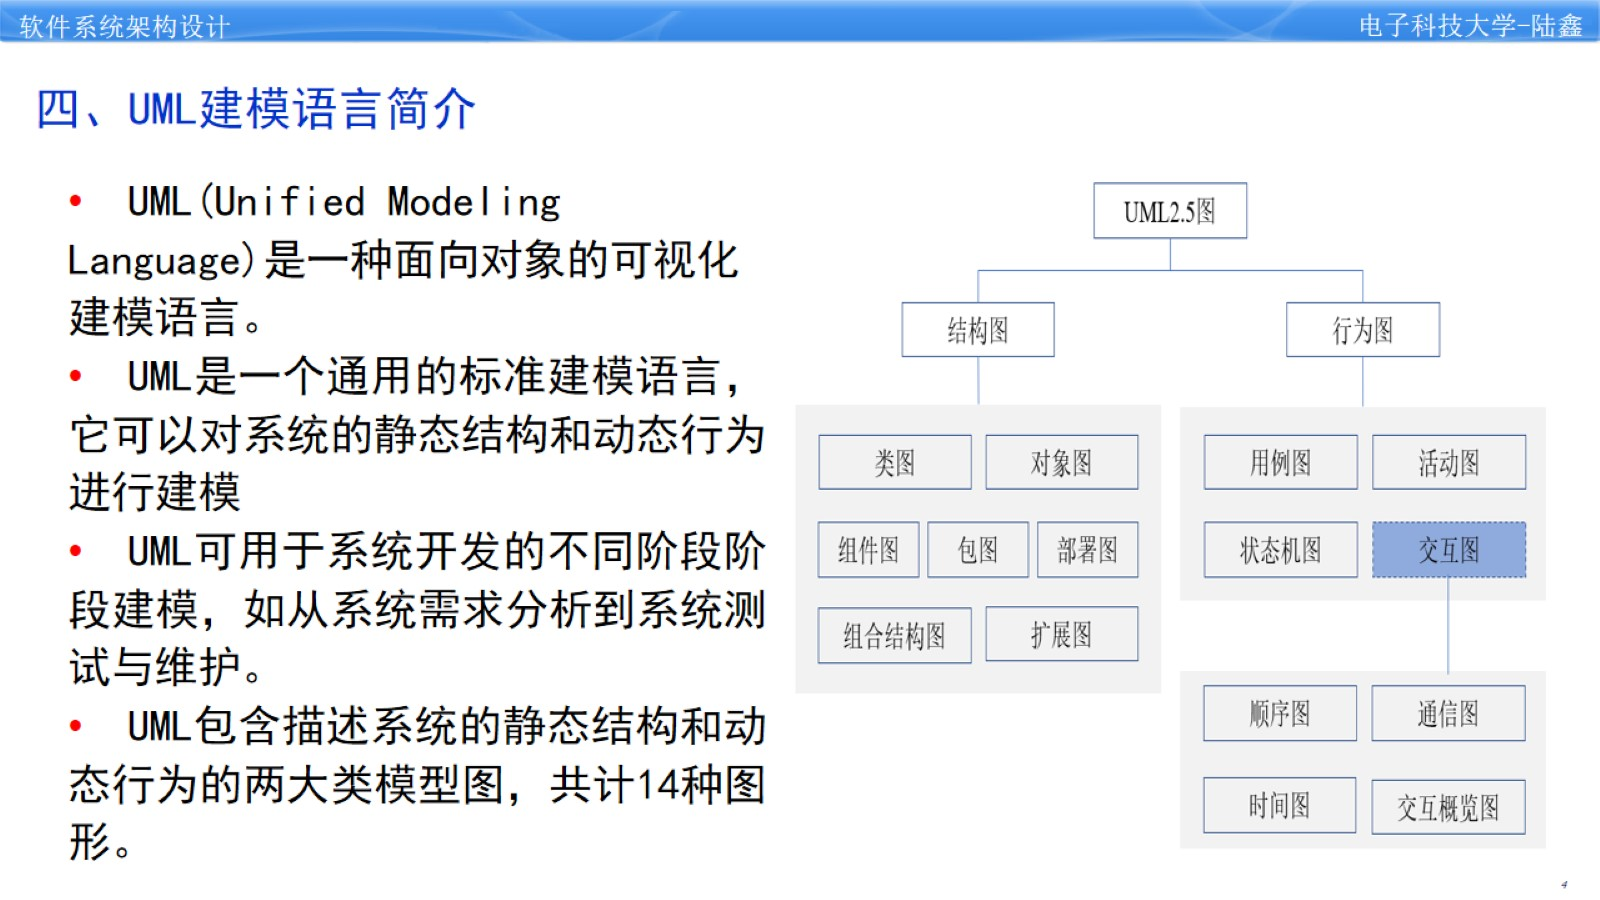 软件系统架构设计
电子科技大学-陆鑫
四、UML建模语言简介
• UML(Unified Modeling
Language)是一种面向对象的可视化
建模语言。
• UML是一个通用的标准建模语言，
它可以对系统的静态结构和动态行为
进行建模
• UML可用于系统开发的不同阶段阶
段建模，如从系统需求分析到系统测
试与维护。
• UML包含描述系统的静态结构和动
态行为的两大类模型图，共计14种图
形。
UML2.5图
结构图
行为图
类图
对象图
组件图
包图
部署图
组合结构图
扩展图
用例图
活动图
状态机图
交互图
顺序图
通信图
时间图
交互概览图
4